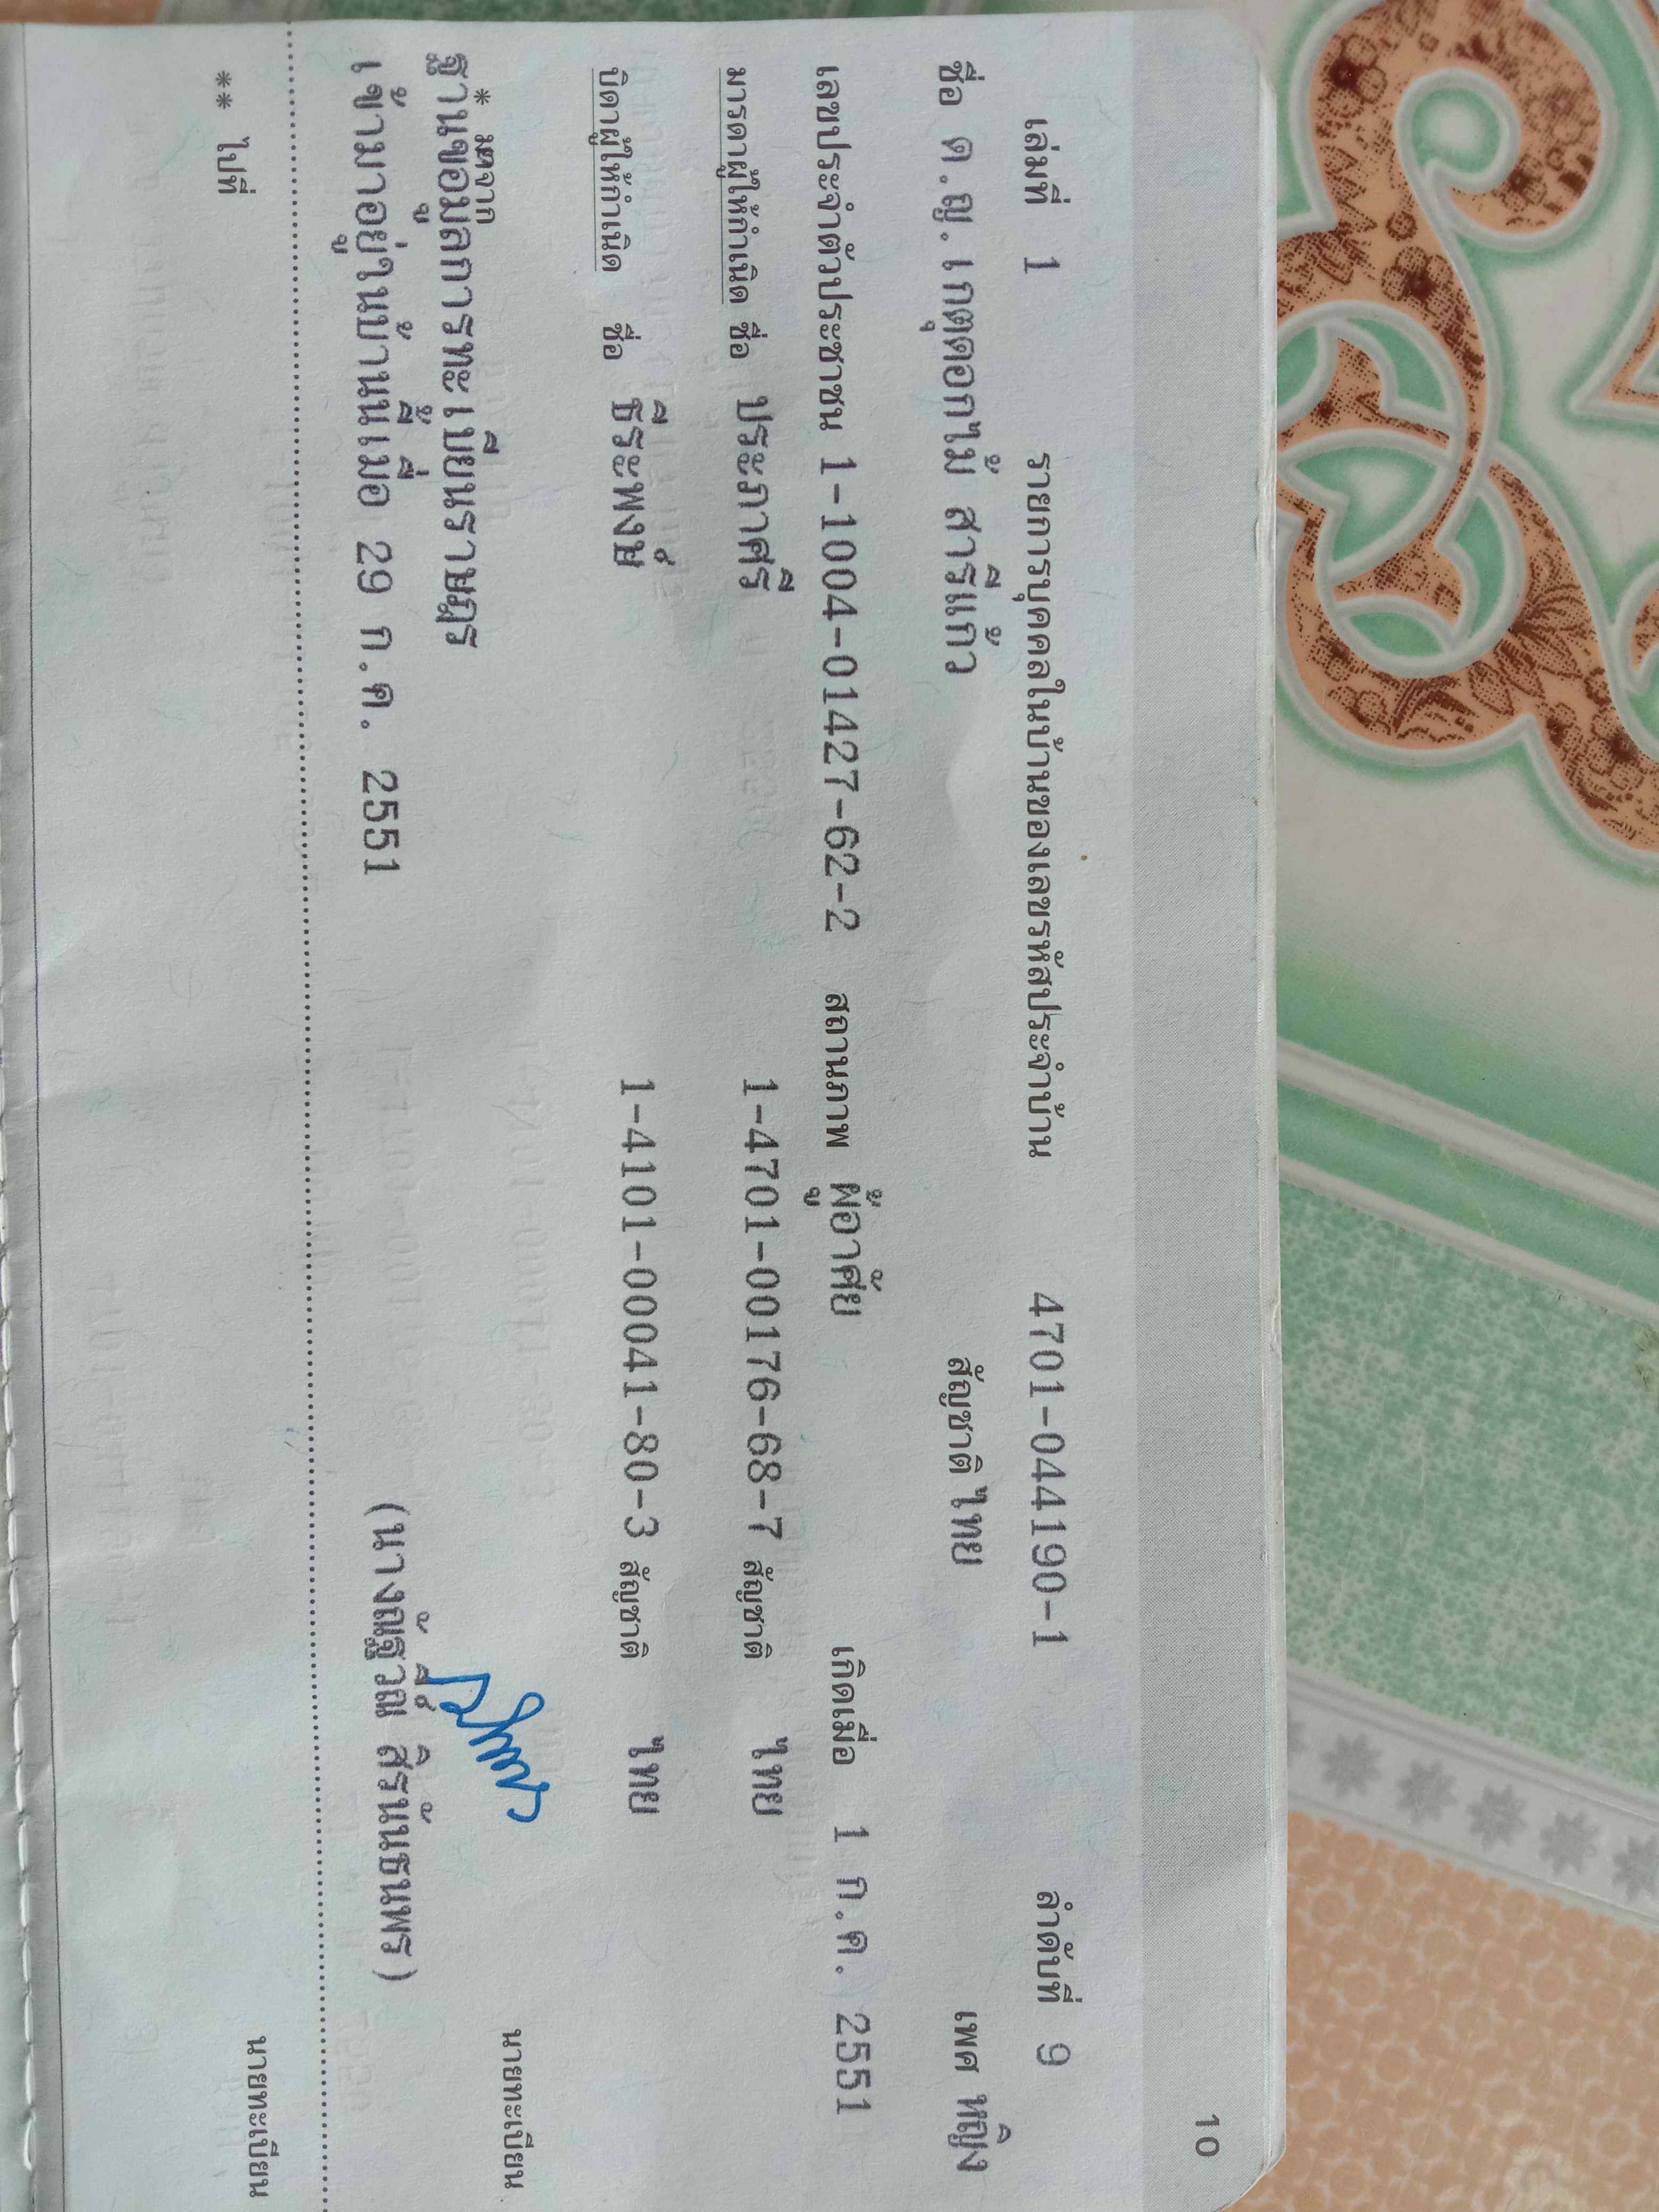 10
เล่มที่ 1 รายการบุคคลในบ้านของเลขรหัสประจำบ้าน 4701-044190-1 ลำดับที่ 9
ชื่อ ด.ญ.เกตุดอกไม้ สารีแก้ว สัญชาติ ไทย เพศ หญิง
เลขประจำตัวประชาชน 1-1004-01427-62-2 สถานภาพ ผู้อาศัย เกิดเมื่อ 1 ก.ค. 2551
มารดาผู้ให้กำเนิด ชื่อ ประภาศรี 1-4701-00176-68-7 สัญชาติ ไทย
บิดาผู้ให้กำเนิด ชื่อ ธีระพงษ์ 1-4101-00041-80-3 สัญชาติ ไทย
* มาจาก
ฐานข้อมูลการทะเบียนราษฎร นายทะเบียน
เข้ามาอยู่ในบ้านนี้เมื่อ 29 ก.ค. 2551 (นางณัฐวีณ์ สิรนันธนพร)
** ไปที่
นายทะเบียน